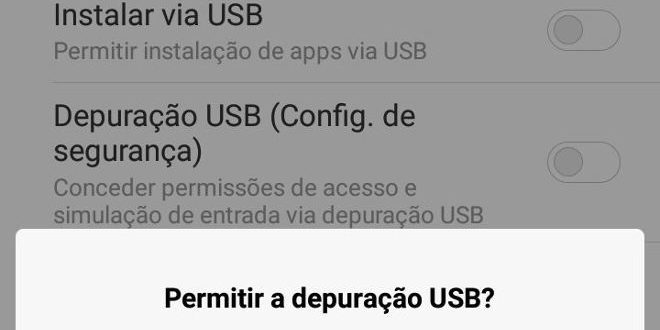 Instalar via USB
Permitir instalação de apps via USB
Depuração USB (Config. de
segurança)
Conceder permissões de acesso e
simulação de entrada via depuração USB
Permitir a depuração USB?